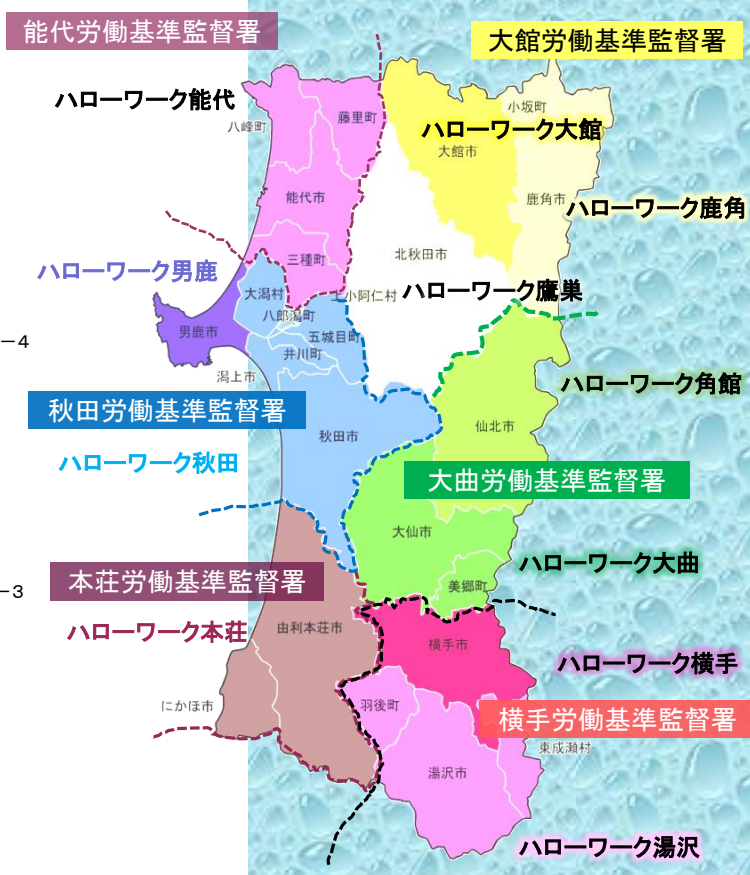 能代労働基準監督署
大館労働基準監督署
ハローワーク能代
八峰町
藤里町
小坂町
ハローワーク大館
大館市
能代市
鹿角市
ハローワーク鹿角
三種町
北秋田市
ハローワーク男鹿
大潟村
上小阿仁村
ハローワーク鷹巣
八郎潟町
男鹿市
五城目町
－4
井川町
潟上市
ハローワーク角館
秋田労働基準監督署
仙北市
秋田市
ハローワーク秋田
大曲労働基準監督署
大仙市
ハローワーク大曲
本荘労働基準監督署
美郷町
－3
ハローワーク本荘
由利本荘市
横手市
ハローワーク横手
にかほ市
羽後町
横手労働基準監督署
東成瀬村
湯沢市
ハローワーク湯沢